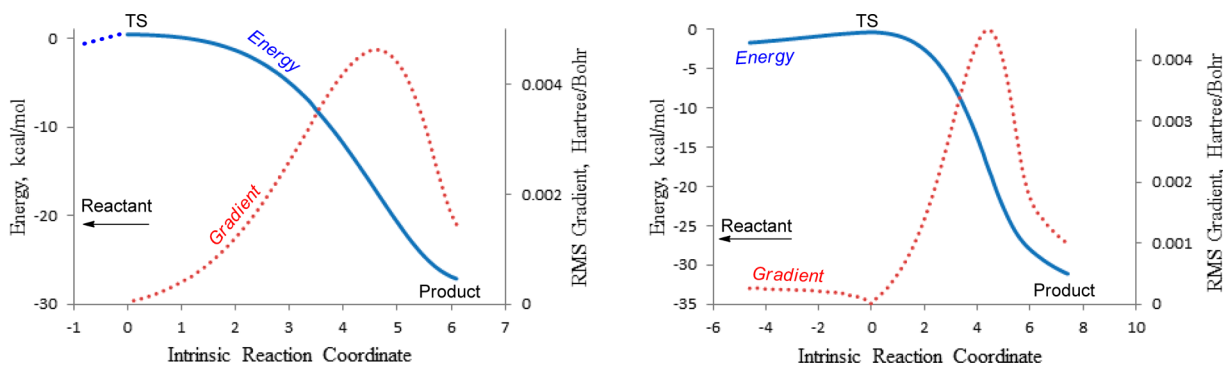 TS
0
-10
-20
-30
Energy, kcal/mol
Energy
Gradient
Reactant
Product
0.004
0.002
0
RMS Gradient, Hartree/Bohr
-1 0 1 2 3 4 5 6 7
Intrinsic Reaction Coordinate
TS
0
-5
-10
-15
-20
-25
-30
-35
Energy, kcal/mol
Energy
Reactant
Gradient
Product
0.004
0.003
0.002
0.001
0
RMS Gradient, Hartree/Bohr
-6 -4 -2 0 2 4 6 8 10
Intrinsic Reaction Coordinate